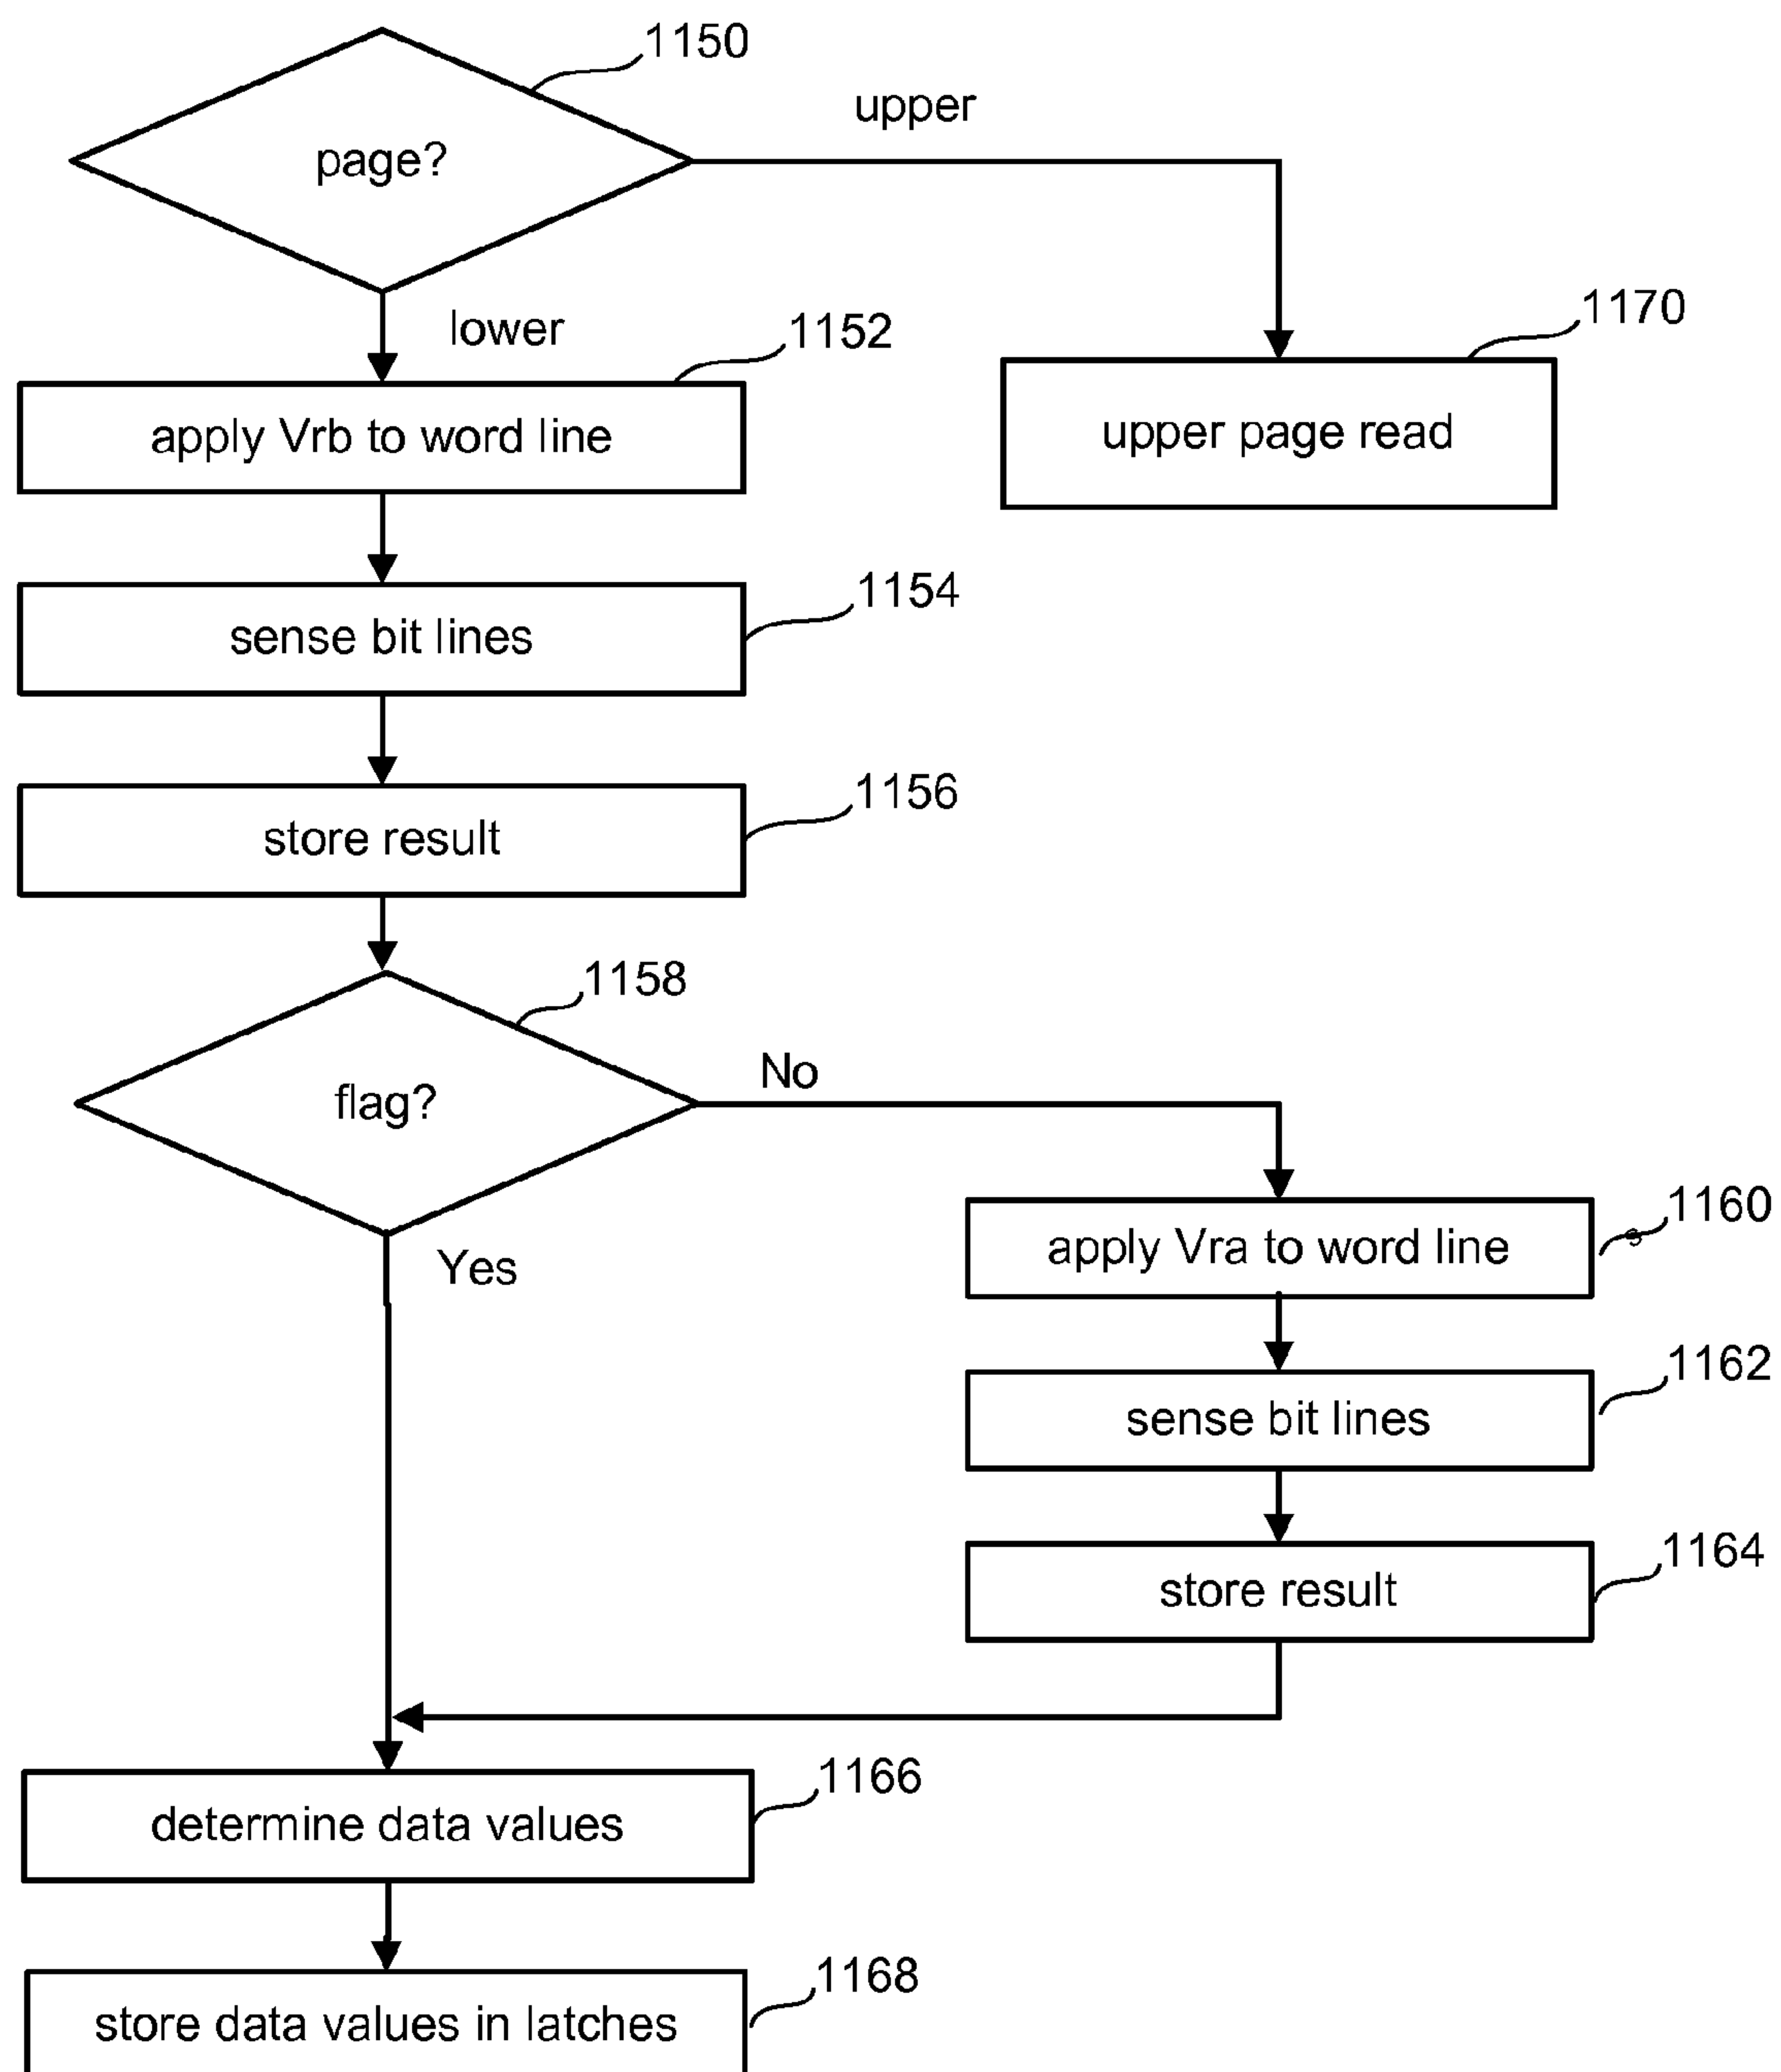 1150
upper
page?
lower
1152
1170
apply Vrb to word line
upper page read
1154
sense bit lines
1156
store result
1158
flag?
No
Yes
1160
apply Vra to word line
1162
sense bit lines
1164
store result
1166
determine data values
1168
store data values in latches